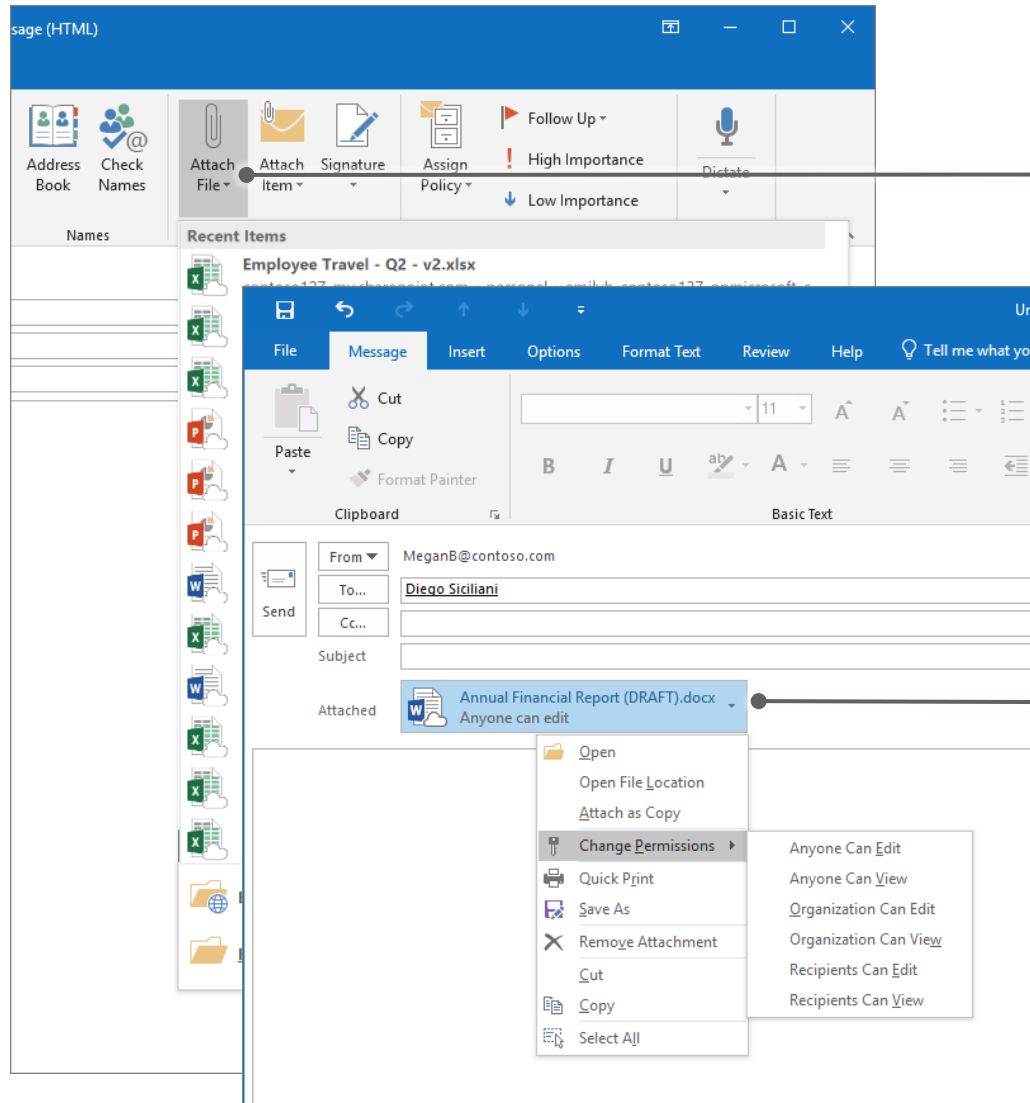 sage (HTML)
Address Book
Check Names
Attach File
Attach Item
Signature
Assign Policy
Follow Up
High Importance
Low Importance
Dictate
Names
Recent Items
Employee Travel - Q2 - v2.xlsx
Un
File Message Insert Options Format Text Review Help Tell me what yo
Paste
Cut
Copy
Format Painter
Clipboard
11
B I U ab A
Basic Text
Send
From MeganB@contoso.com
To... Diego Siciliani
Cc...
Subject
Attached
Annual Financial Report (DRAFT).docx
Anyone can edit
Open
Open File Location
Attach as Copy
Change Permissions
Quick Print
Save As
Remove Attachment
Cut
Copy
Select All
Anyone Can Edit
Anyone Can View
Organization Can Edit
Organization Can View
Recipients Can Edit
Recipients Can View